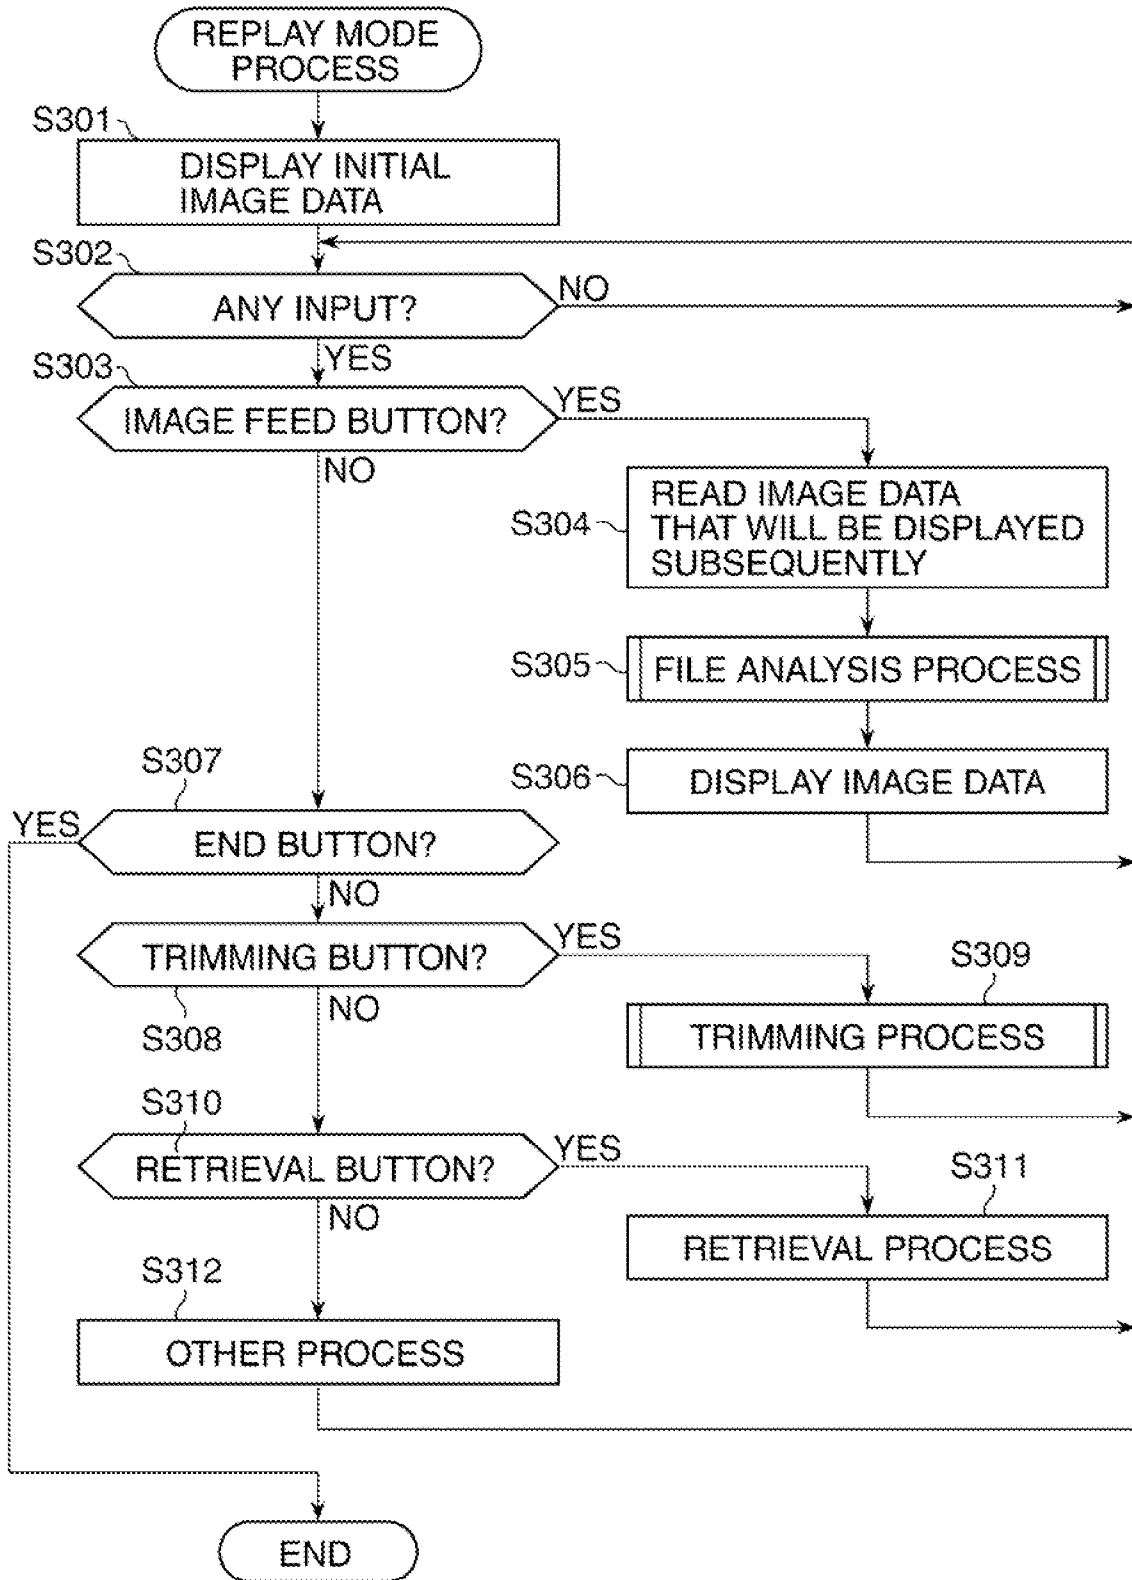 REPLAY MODE
PROCESS
S301
DISPLAY INITIAL
IMAGE DATA
S302
ANY INPUT?
NO
YES
S303
IMAGE FEED BUTTON?
YES
NO
S304
READ IMAGE DATA
THAT WILL BE DISPLAYED
SUBSEQUENTLY
S305
FILE ANALYSIS PROCESS
S306
DISPLAY IMAGE DATA
S307
YES
END BUTTON?
NO
TRIMMING BUTTON?
YES
S308
NO
S309
TRIMMING PROCESS
S310
RETRIEVAL BUTTON?
YES
NO
S311
RETRIEVAL PROCESS
S312
OTHER PROCESS
END